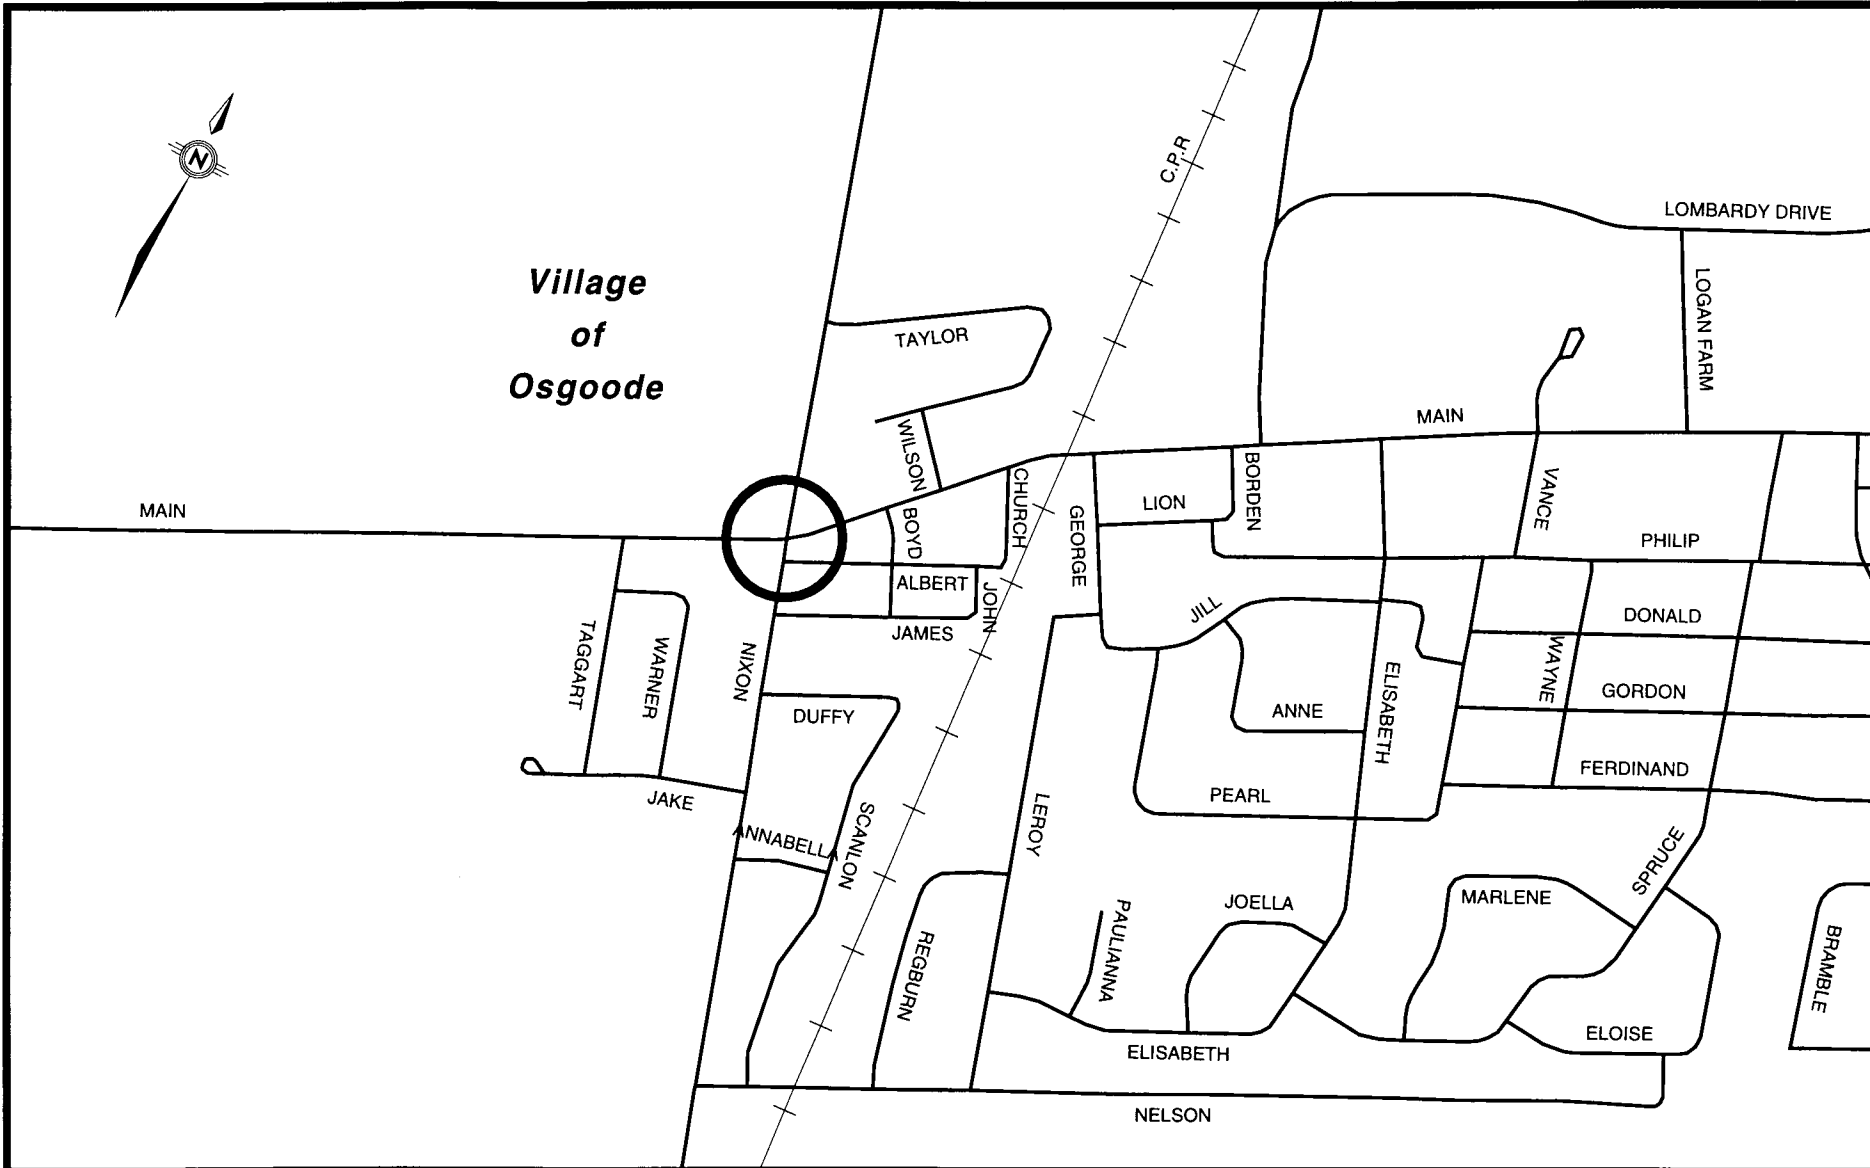 C.P.R
LOMBARDY DRIVE
N
Village
of
Osgoode
LOGAN FARM
TAYLOR
MAIN
WILSON
CHURCH
BORDEN
VANCE
MAIN
LION
BOYD
GEORGE
PHILIP
ALBERT
JOHN
JILL
DONALD
JAMES
TAGGART
WARNER
NIXON
WAYNE
ELISABETH
GORDON
ANNE
DUFFY
FERDINAND
PEARL
JAKE
LEROY
SCANLON
ANNABELLA
SPRUCE
MARLENE
JOELLA
PAULIANNA
REGBURN
BRAMBLE
ELOISE
ELISABETH
NELSON